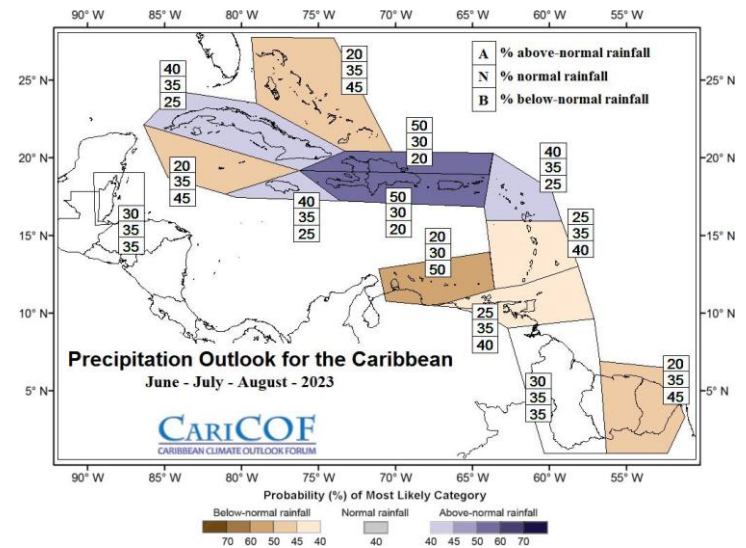 90° W 85° W 80° W 75° W 70° W 65° W 60° W 55° W
A % above-normal rainfall
N % normal rainfall
B % below-normal rainfall
25° N
20° N
15° N
10° N
5° N
25° N
20° N
15° N
10° N
5° N
40
35
25
20
35
45
50
30
20
40
35
25
20
35
45
30
35
35
40
35
25
50
30
20
25
35
40
20
30
50
25
35
40
30
35
35
20
35
45
Precipitation Outlook for the Caribbean
June - July - August - 2023
CARICOF
CARIBBEAN CLIMATE OUTLOOK FORUM
90° W 85° W 80° W 75° W 70° W 65° W 60° W 55° W
Probability (%) of Most Likely Category
Below-normal rainfall Normal rainfall Above-normal rainfall
70 60 50 45 40 40 40 45 50 60 70